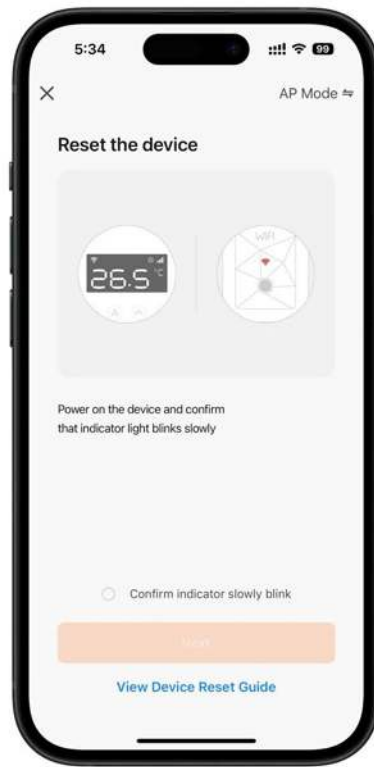 5:34
99
AP Mode
Reset the device
26.5 °C
WIFI
Power on the device and confirm
that indicator light blinks slowly
Confirm indicator slowly blink
Next
View Device Reset Guide